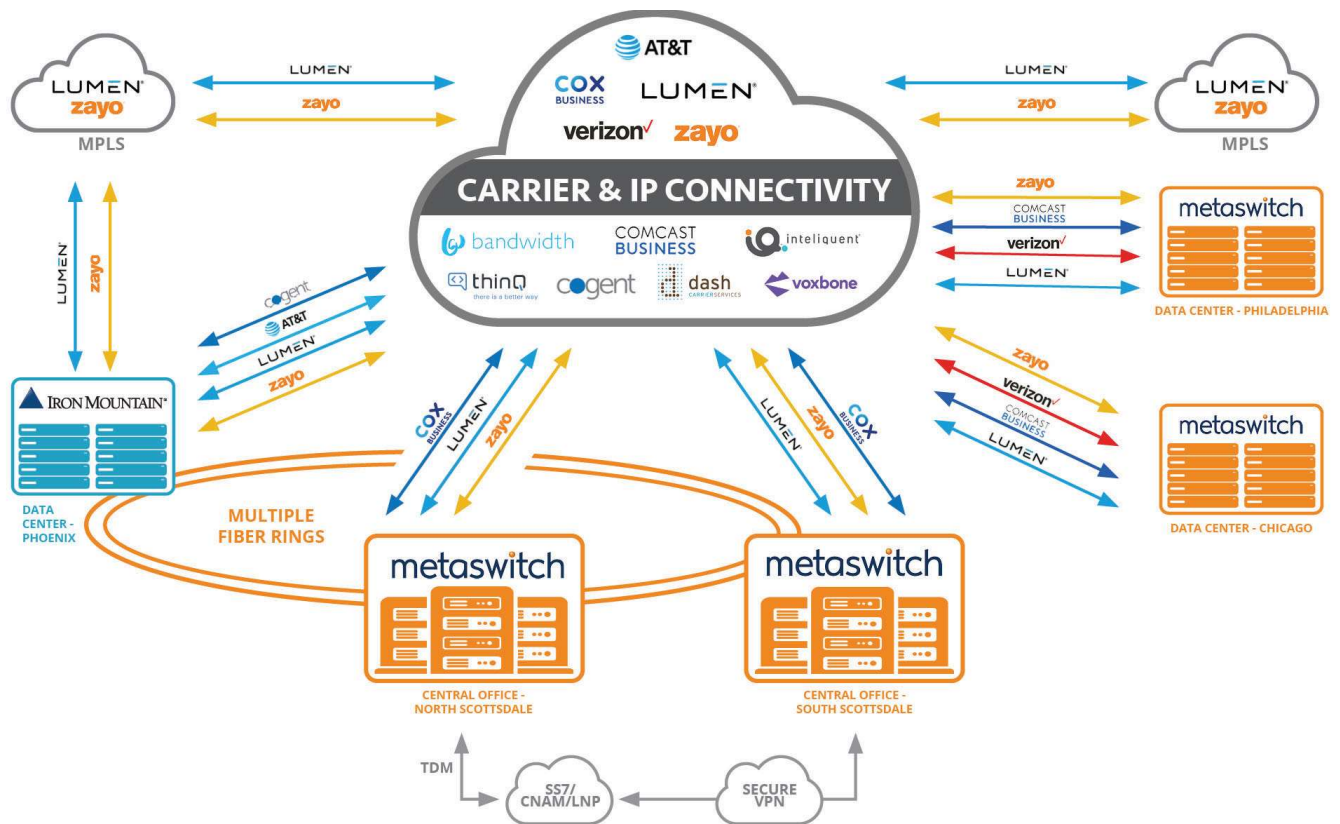 LUMEN®
zayo
MPLS
LUMEN®
zayo
AT&T
COX
BUSINESS
LUMEN®
verizon✓
zayo
CARRIER & IP CONNECTIVITY
bandwidth
COMCAST
BUSINESS
inteliquent®
thinQ
there is a better way
cogent
dash
CARRIERSERVICES
voxbone
LUMEN®
zayo
LUMEN®
zayo
MPLS
LUMEN®
zayo
cogent
AT&T
LUMEN®
zayo
IRON MOUNTAIN®
DATA
CENTER -
PHOENIX
MULTIPLE
FIBER RINGS
COX
BUSINESS
LUMEN®
zayo
LUMEN®
zayo
COX
BUSINESS
zayo
COMCAST
BUSINESS
verizon✓
LUMEN®
metaswitch
DATA CENTER - PHILADELPHIA
zayo
verizon✓
COMCAST
BUSINESS
LUMEN®
metaswitch
DATA CENTER - CHICAGO
metaswitch
CENTRAL OFFICE -
NORTH SCOTTSDALE
metaswitch
CENTRAL OFFICE -
SOUTH SCOTTSDALE
TDM
SS7/
CNAM/LNP
SECURE
VPN